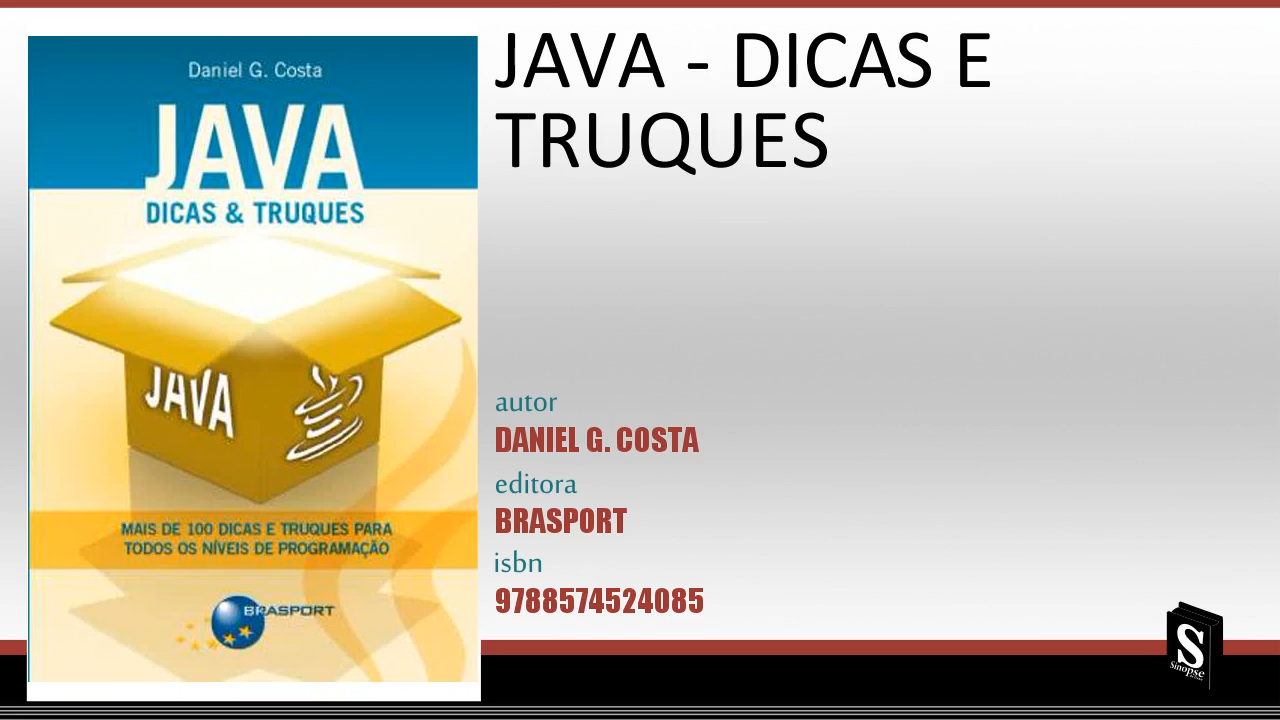 Daniel G. Costa
JAVA
DICAS & TRUQUES
JAVA
MAIS DE 100 DICAS E TRUQUES PARA
TODOS OS NÍVEIS DE PROGRAMAÇÃO
BRASPORT
JAVA - DICAS E
TRUQUES
autor
DANIEL G. COSTA
editora
BRASPORT
isbn
9788574524085
S
Sinopse